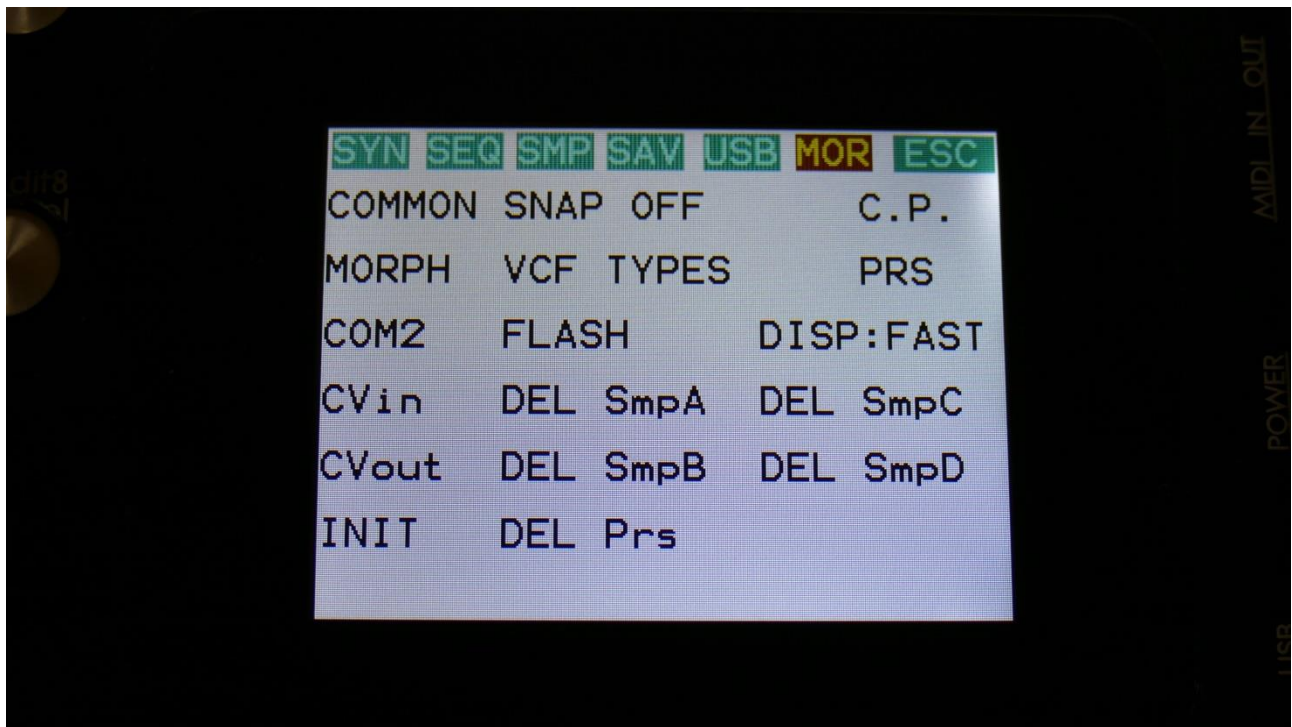 SYN SEQ SMP SAV USB MOR ESC
COMMON SNAP OFF C.P.
MORPH VCF TYPES PRS
COM2 FLASH DISP:FAST
CVin DEL SmpA DEL SmpC
CVout DEL SmpB DEL SmpD
INIT DEL Prs
MIDI IN OUT
POWER
USB